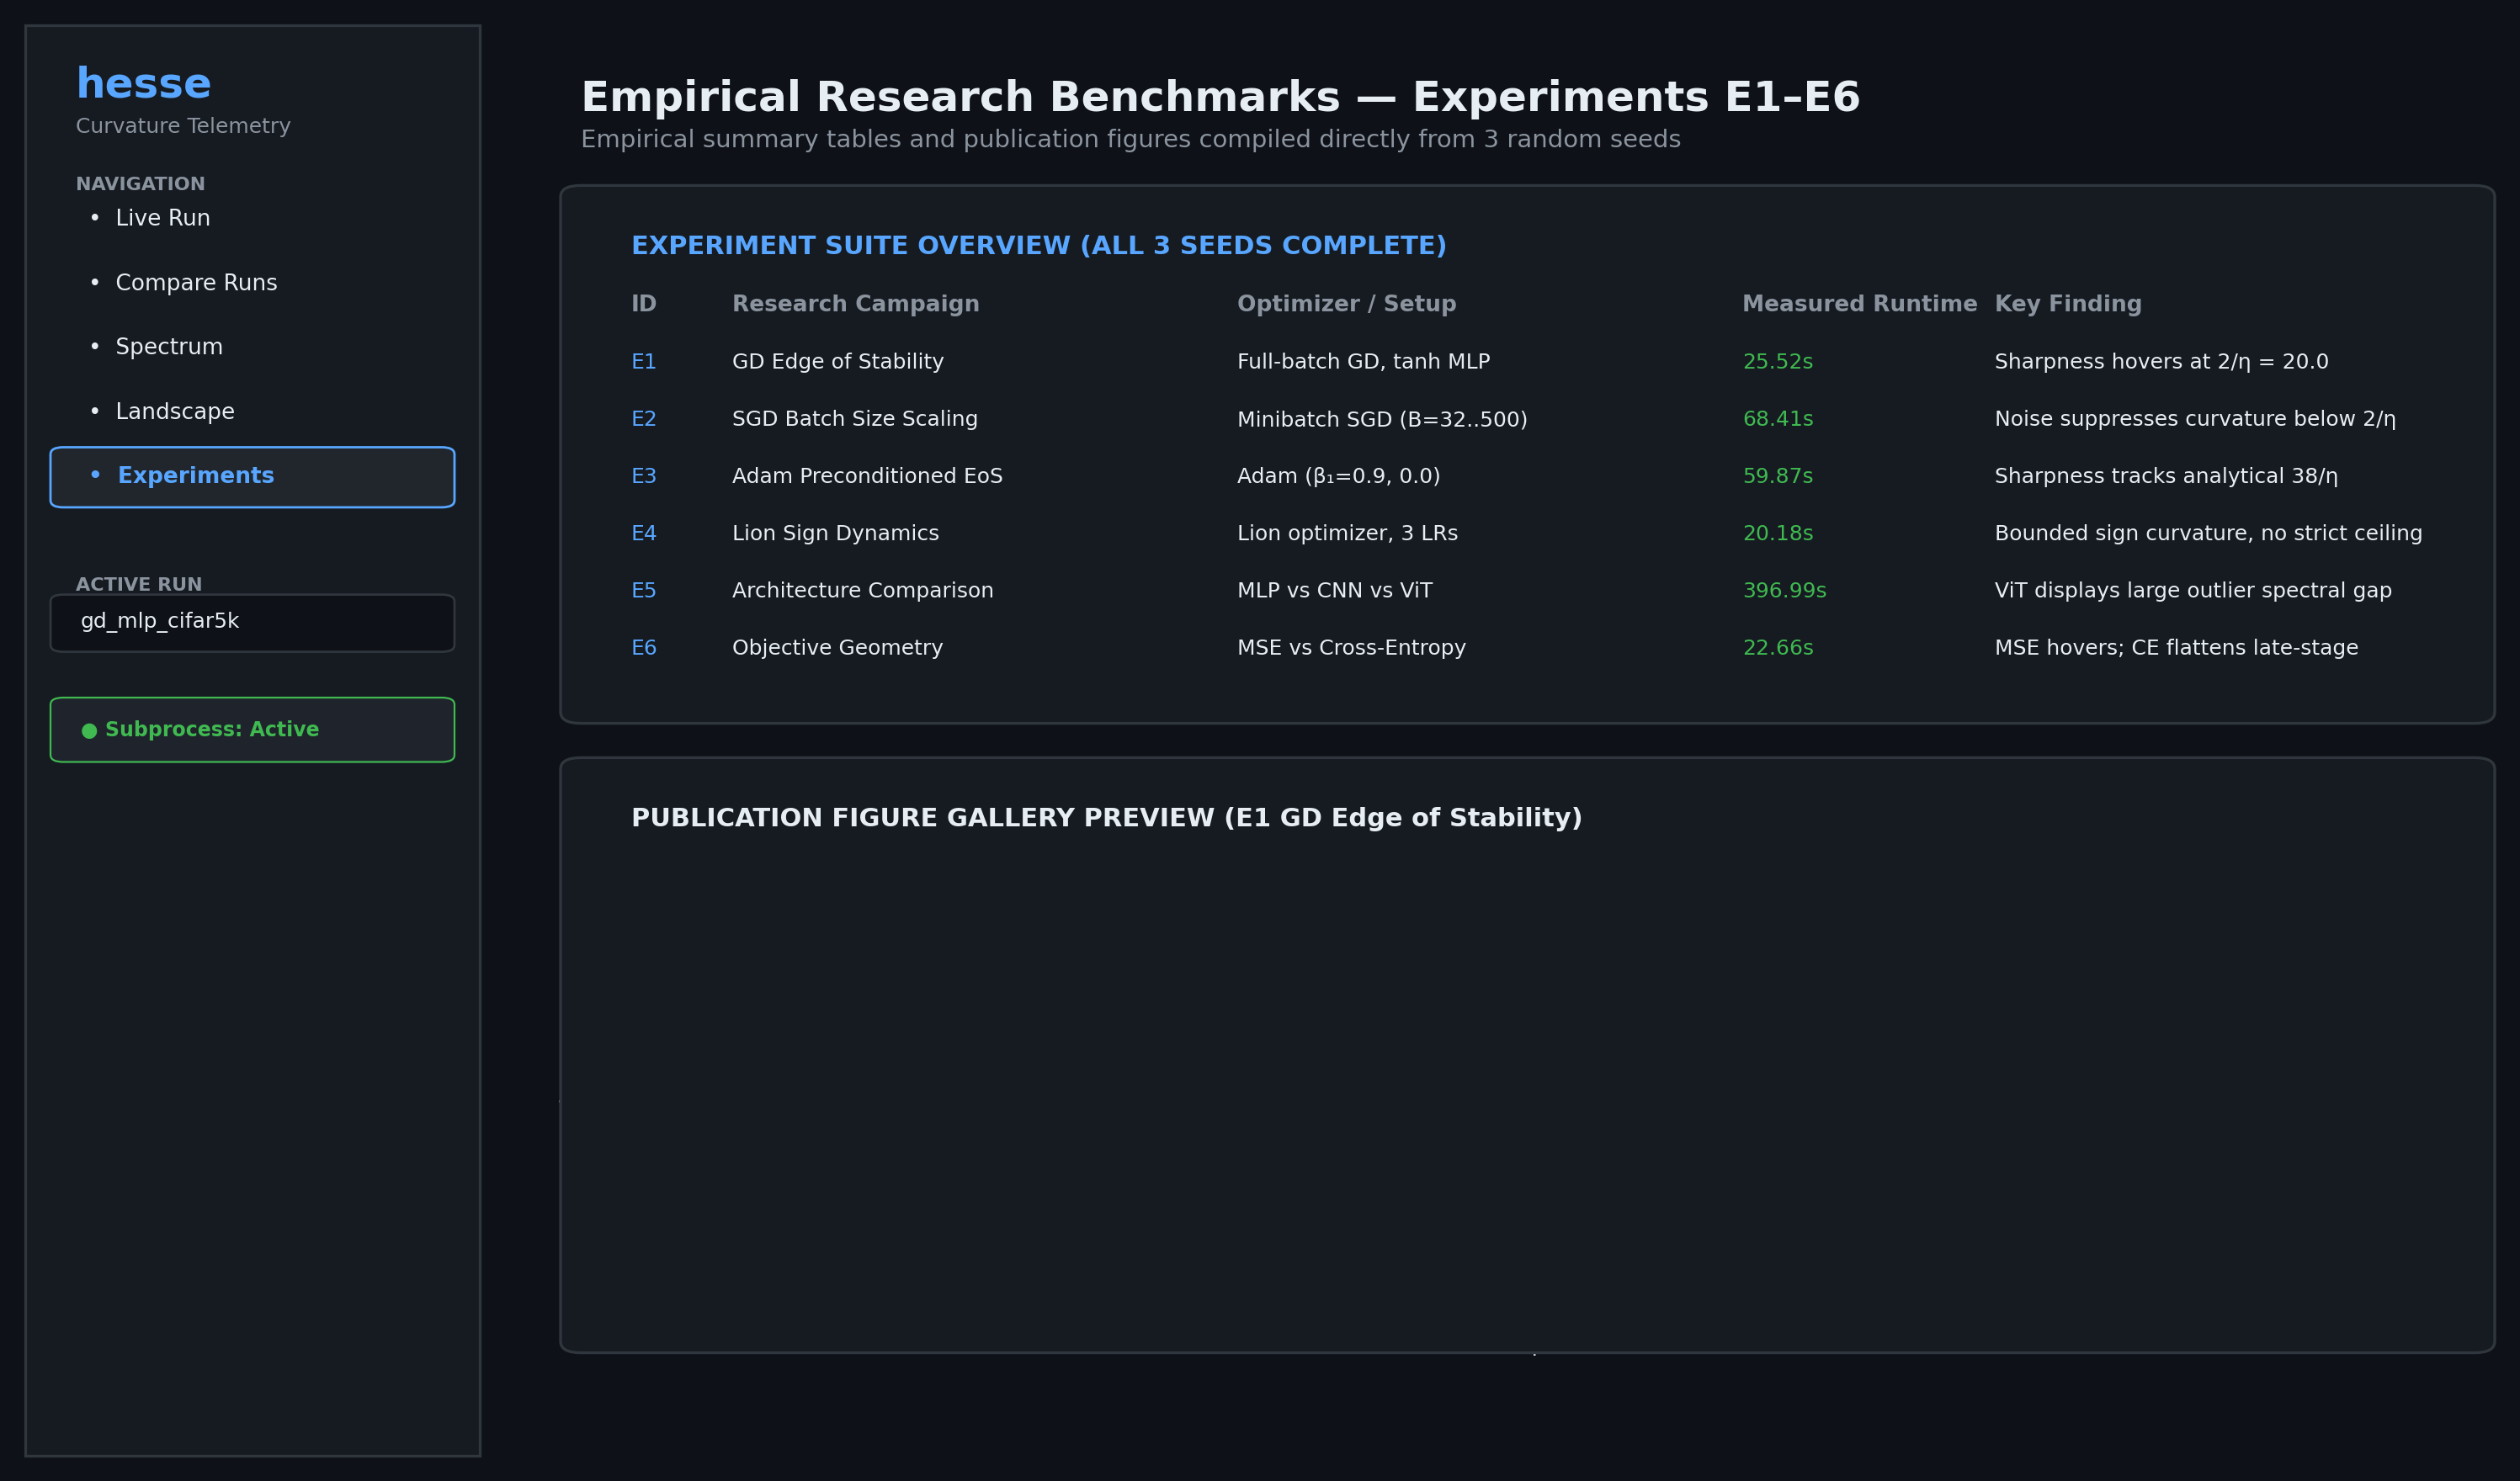 hesse
Curvature Telemetry
NAVIGATION
• Live Run
• Compare Runs
• Spectrum
• Landscape
• Experiments
ACTIVE RUN
gd_mlp_cifar5k
● Subprocess: Active
Empirical Research Benchmarks — Experiments E1–E6
Empirical summary tables and publication figures compiled directly from 3 random seeds
EXPERIMENT SUITE OVERVIEW (ALL 3 SEEDS COMPLETE)
ID Research Campaign Optimizer / Setup Measured Runtime Key Finding
E1 GD Edge of Stability Full-batch GD, tanh MLP 25.52s Sharpness hovers at 2/η = 20.0
E2 SGD Batch Size Scaling Minibatch SGD (B=32..500) 68.41s Noise suppresses curvature below 2/η
E3 Adam Preconditioned EoS Adam (β₁=0.9, 0.0) 59.87s Sharpness tracks analytical 38/η
E4 Lion Sign Dynamics Lion optimizer, 3 LRs 20.18s Bounded sign curvature, no strict ceiling
E5 Architecture Comparison MLP vs CNN vs ViT 396.99s ViT displays large outlier spectral gap
E6 Objective Geometry MSE vs Cross-Entropy 22.66s MSE hovers; CE flattens late-stage
PUBLICATION FIGURE GALLERY PREVIEW (E1 GD Edge of Stability)